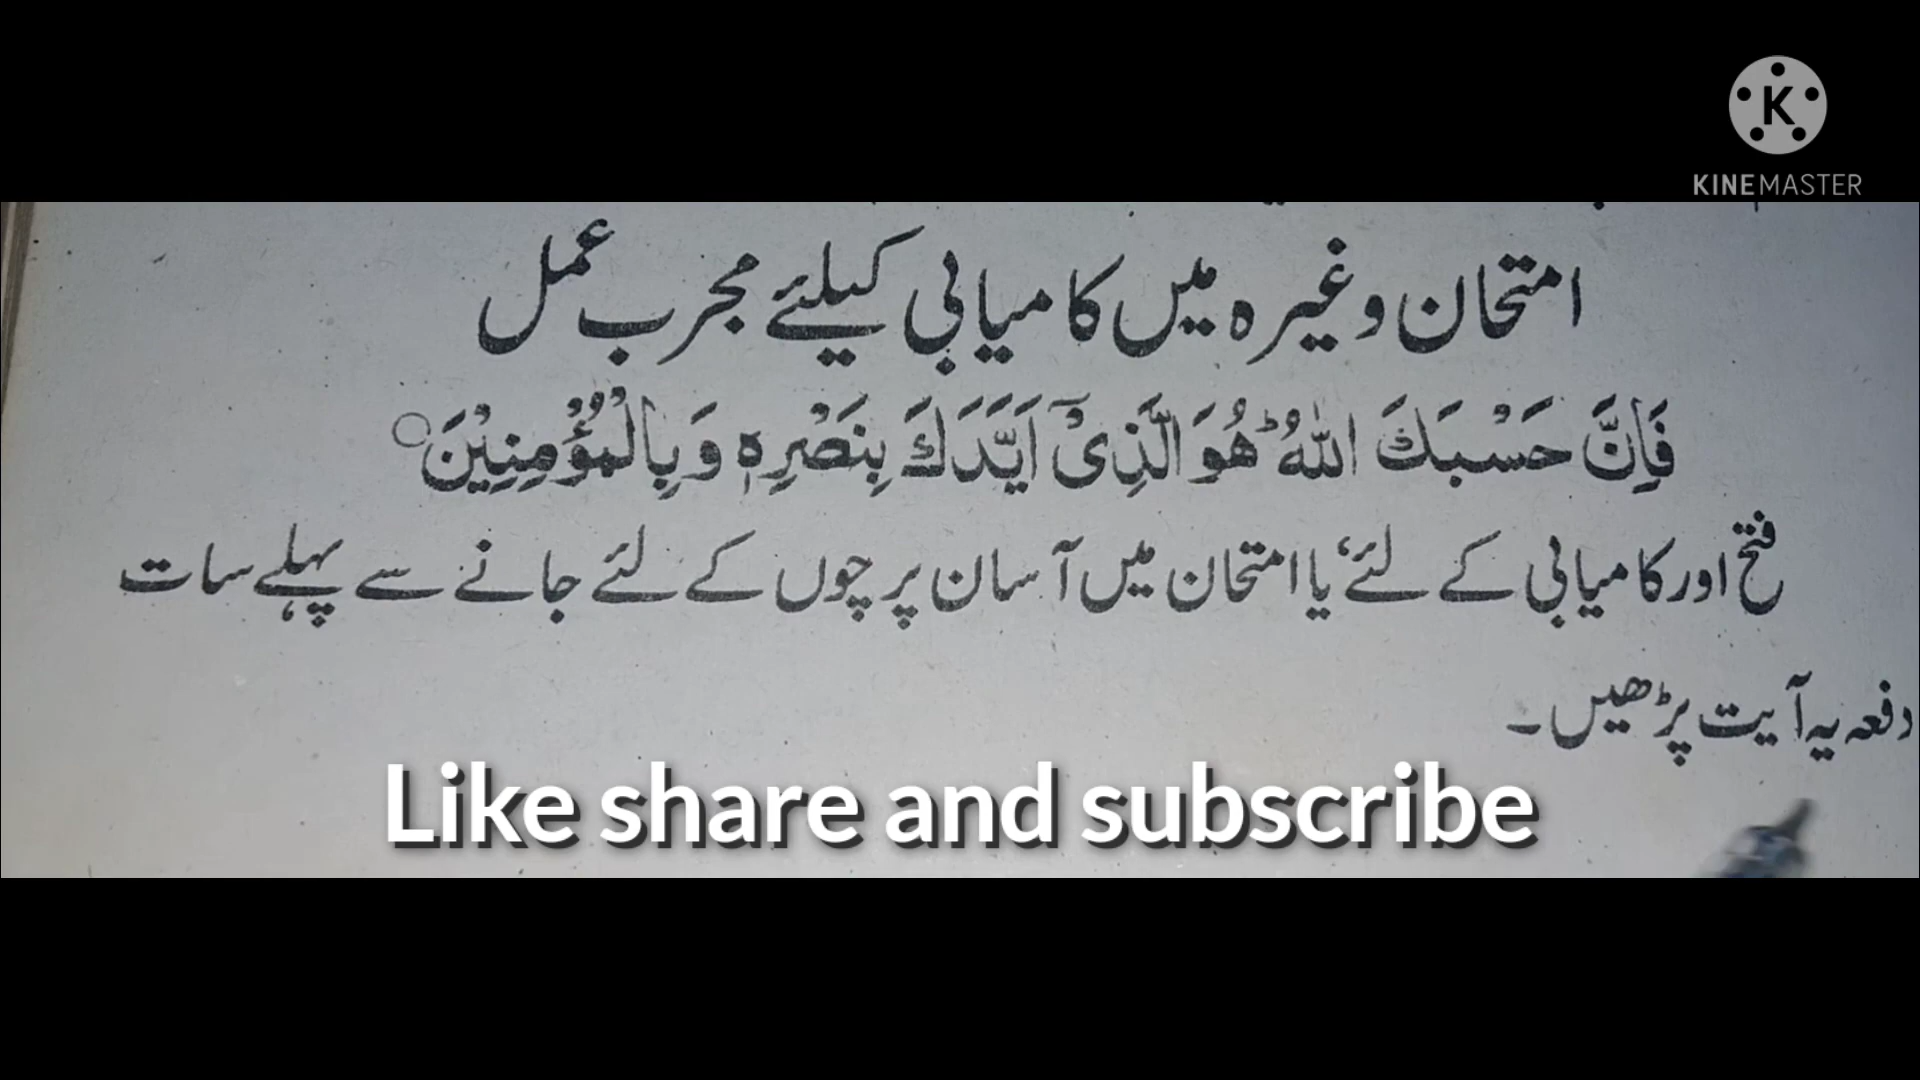 KINEMASTER
امتحان وغیرہ میں کامیابی کیلئے مجرب عمل
فَاِنَّ حَسْبَكَ اللّٰهُ ؕ هُوَ الَّذِیْۤ اَیَّدَكَ بِنَصْرِهٖ وَ بِالْمُؤْمِنِیْنَ ○
فتح اور کامیابی کے لئے، یا امتحان میں آسان پرچوں کے لئے جانے سے پہلے سات
دفعہ یہ آیت پڑھیں۔
Like share and subscribe